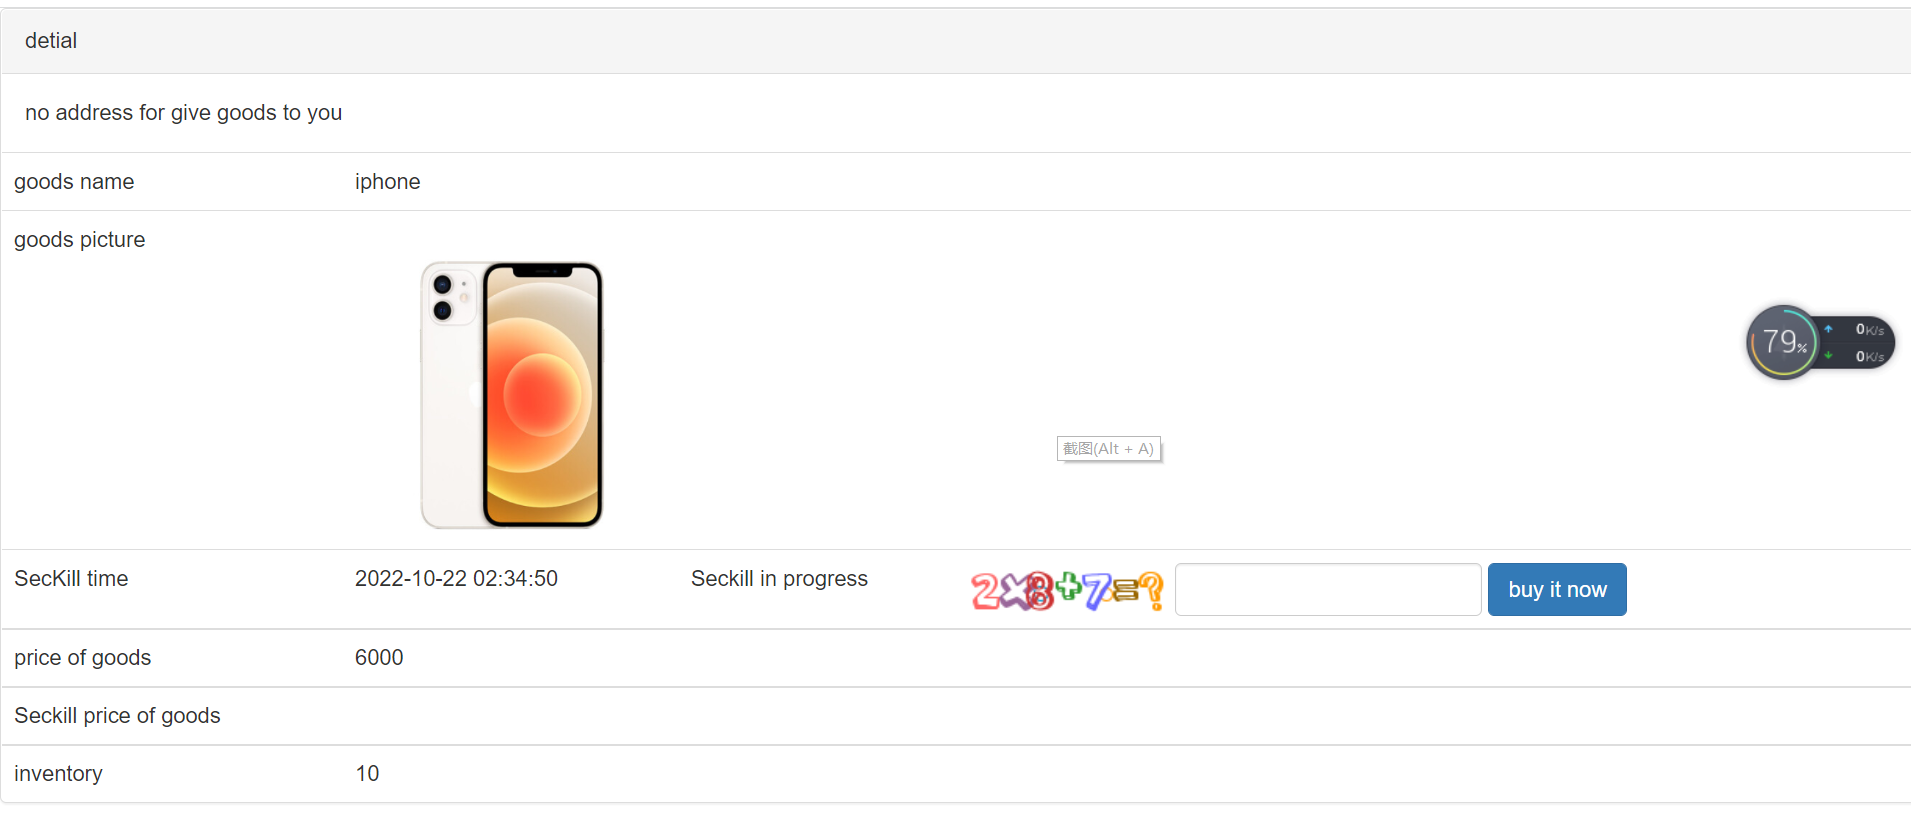 detial
no address for give goods to you
goods name iphone
goods picture
79% 0K/s
0K/s
截图(Alt + A)
SecKill time 2022-10-22 02:34:50 Seckill in progress 2×8+7=? buy it now
price of goods 6000
Seckill price of goods
inventory 10